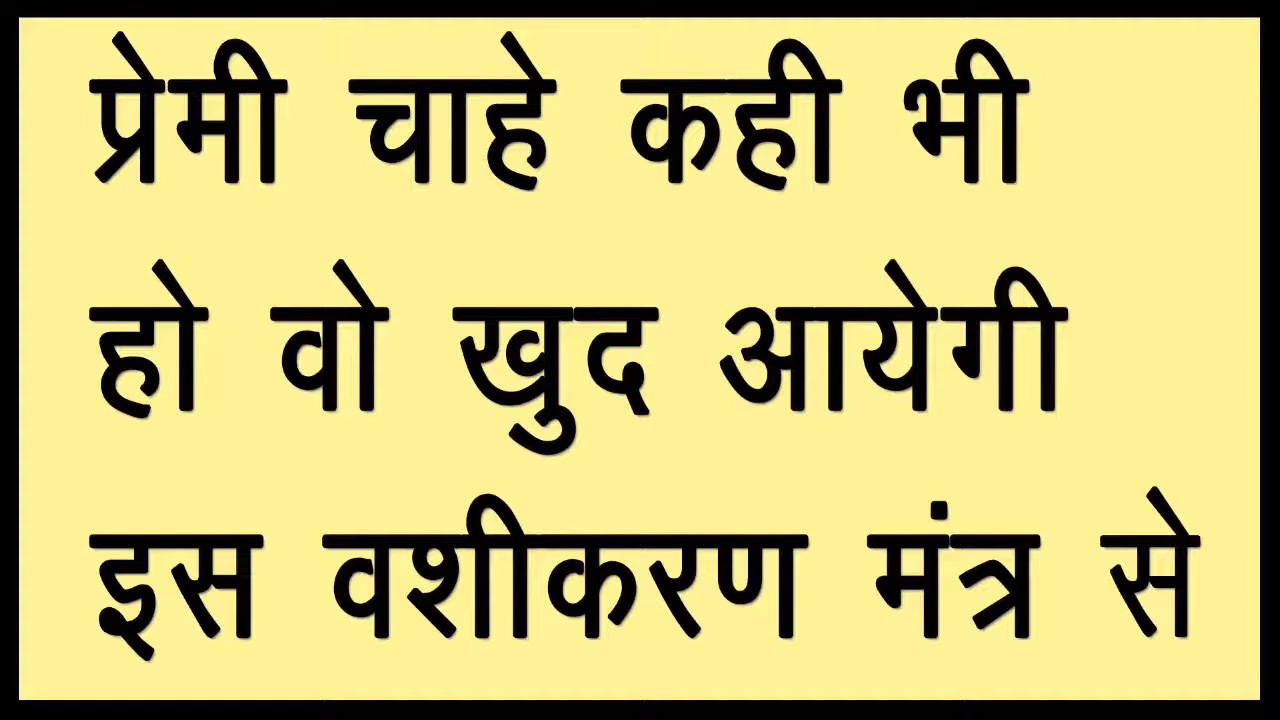 प्रेमी चाहे कही भी
हो वो खुद आयेगी
इस वशीकरण मंत्र से